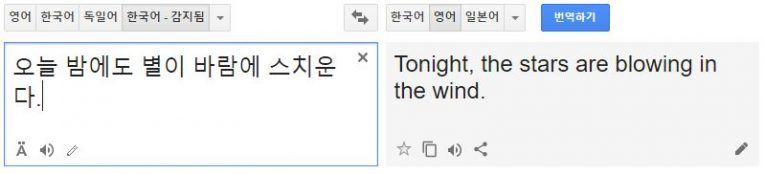 영어 한국어 독일어 한국어 - 감지됨 한국어 영어 일본어 번역하기
오늘 밤에도 별이 바람에 스치운
다.
Tonight, the stars are blowing in
the wind.
Ä